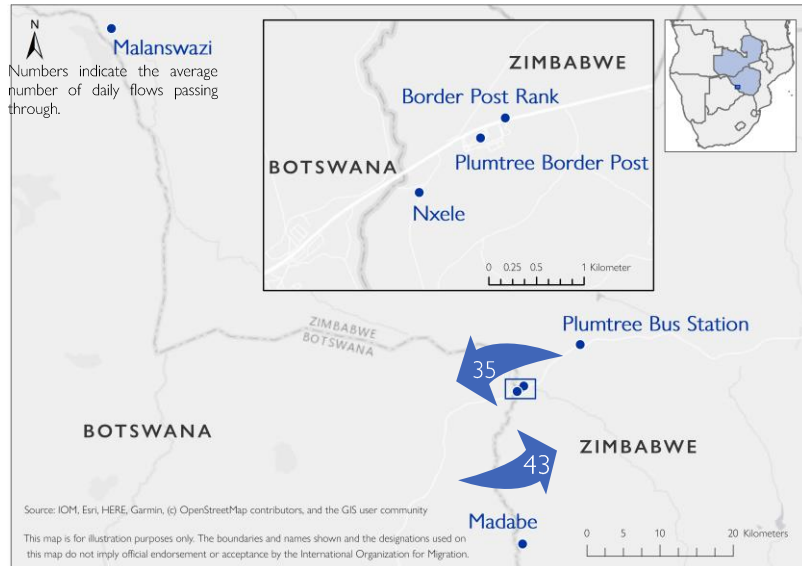 N
Malanswazi
Numbers indicate the average
number of daily flows passing
through.
ZIMBABWE
Border Post Rank
Plumtree Border Post
BOTSWANA
Nxele
0 0.25 0.5 1 Kilometer
ZIMBABWE
BOTSWANA
Plumtree Bus Station
35
BOTSWANA
ZIMBABWE
43
Source: IOM, Esri, HERE, Garmin, (c) OpenStreetMap contributors, and the GIS user community
Madabe
0 5 10 20 Kilometers
This map is for illustration purposes only. The boundaries and names shown and the designations used on
this map do not imply official endorsement or acceptance by the International Organization for Migration.